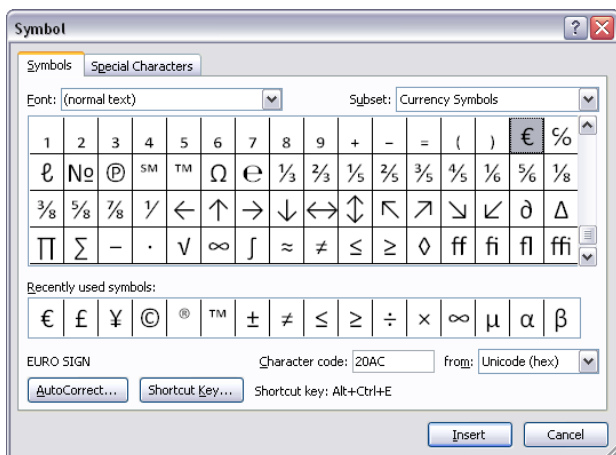 Symbol
Symbols Special Characters
Font: (normal text) Subset: Currency Symbols
₁ ₂ ₃ ₄ ₅ ₆ ₇ ₈ ₉ ₊ ₋ ₌ ₍ ₎ € ℅
ℓ № ℗ ℠ ™ Ω ℮ ⅓ ⅔ ⅕ ⅖ ⅗ ⅘ ⅙ ⅚ ⅛
⅜ ⅝ ⅞ ⅟ ← ↑ → ↓ ↔ ↕ ↖ ↗ ↘ ↙ ∂ ∆
∏ ∑ − ∙ √ ∞ ∫ ≈ ≠ ≤ ≥ ◊ ff fi fl ffi
Recently used symbols:
€ £ ¥ © ® ™ ± ≠ ≤ ≥ ÷ × ∞ µ α β
EURO SIGN Character code: 20AC from: Unicode (hex)
AutoCorrect... Shortcut Key... Shortcut key: Alt+Ctrl+E
Insert Cancel